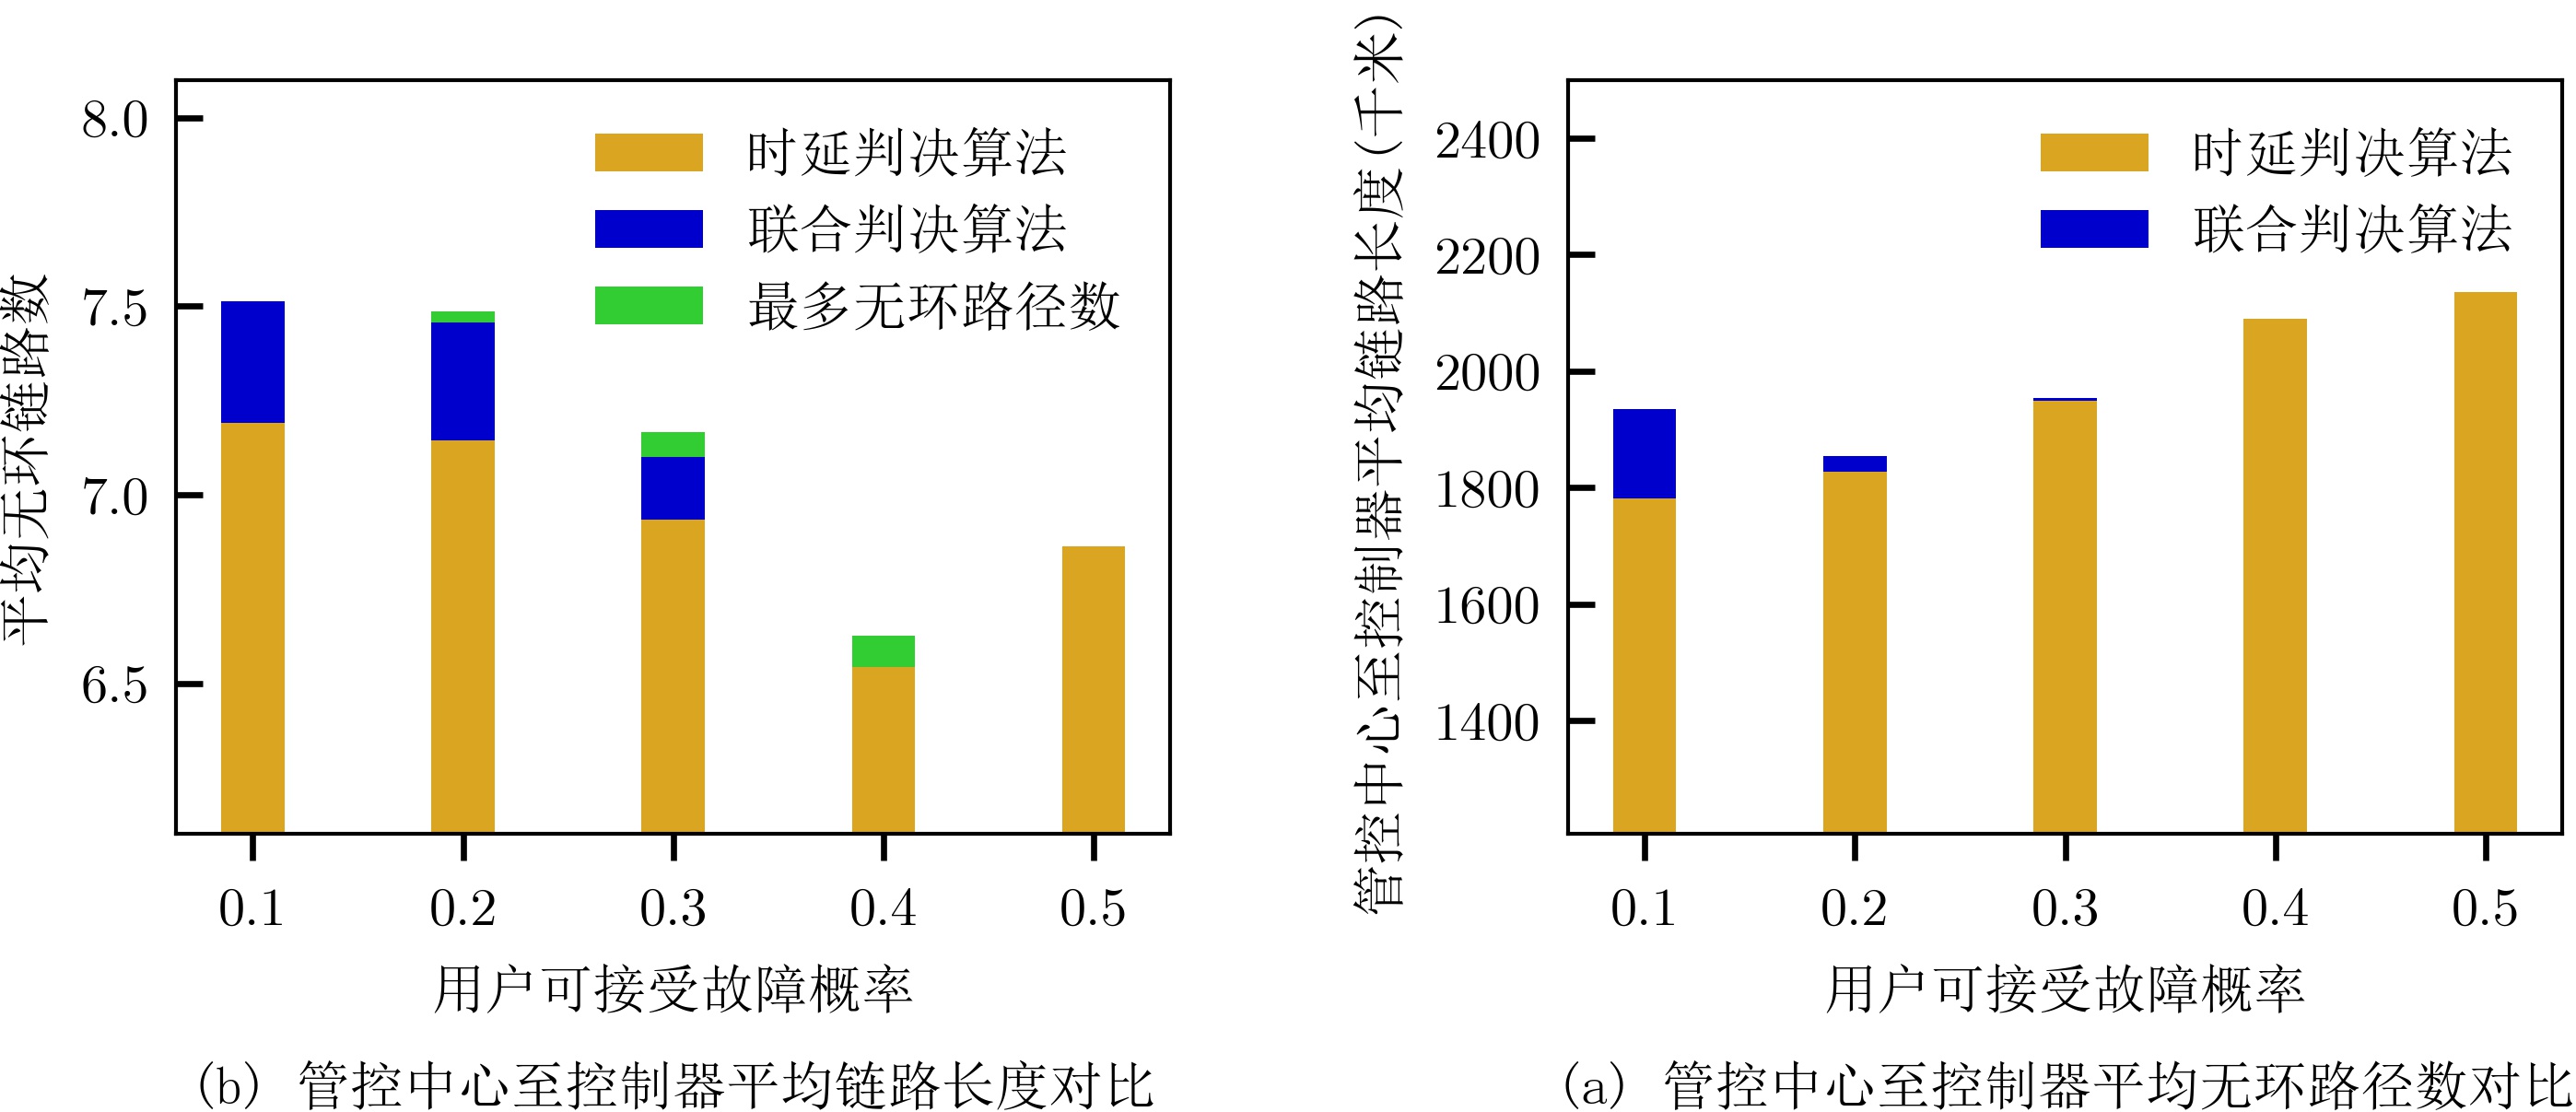 平均无环链路数
8.0
7.5
7.0
6.5
时延判决算法
联合判决算法
最多无环路径数
0.1 0.2 0.3 0.4 0.5
用户可接受故障概率
(b) 管控中心至控制器平均链路长度对比
管控中心至控制器平均链路长度(千米)
2400
2200
2000
1800
1600
1400
时延判决算法
联合判决算法
0.1 0.2 0.3 0.4 0.5
用户可接受故障概率
(a) 管控中心至控制器平均无环路径数对比